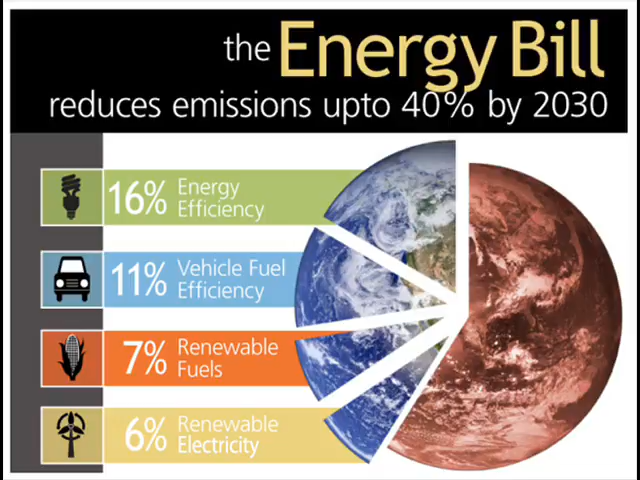 the Energy Bill
reduces emissions upto 40% by 2030
16% Energy
Efficiency
11% Vehicle Fuel
Efficiency
7% Renewable
Fuels
6% Renewable
Electricity